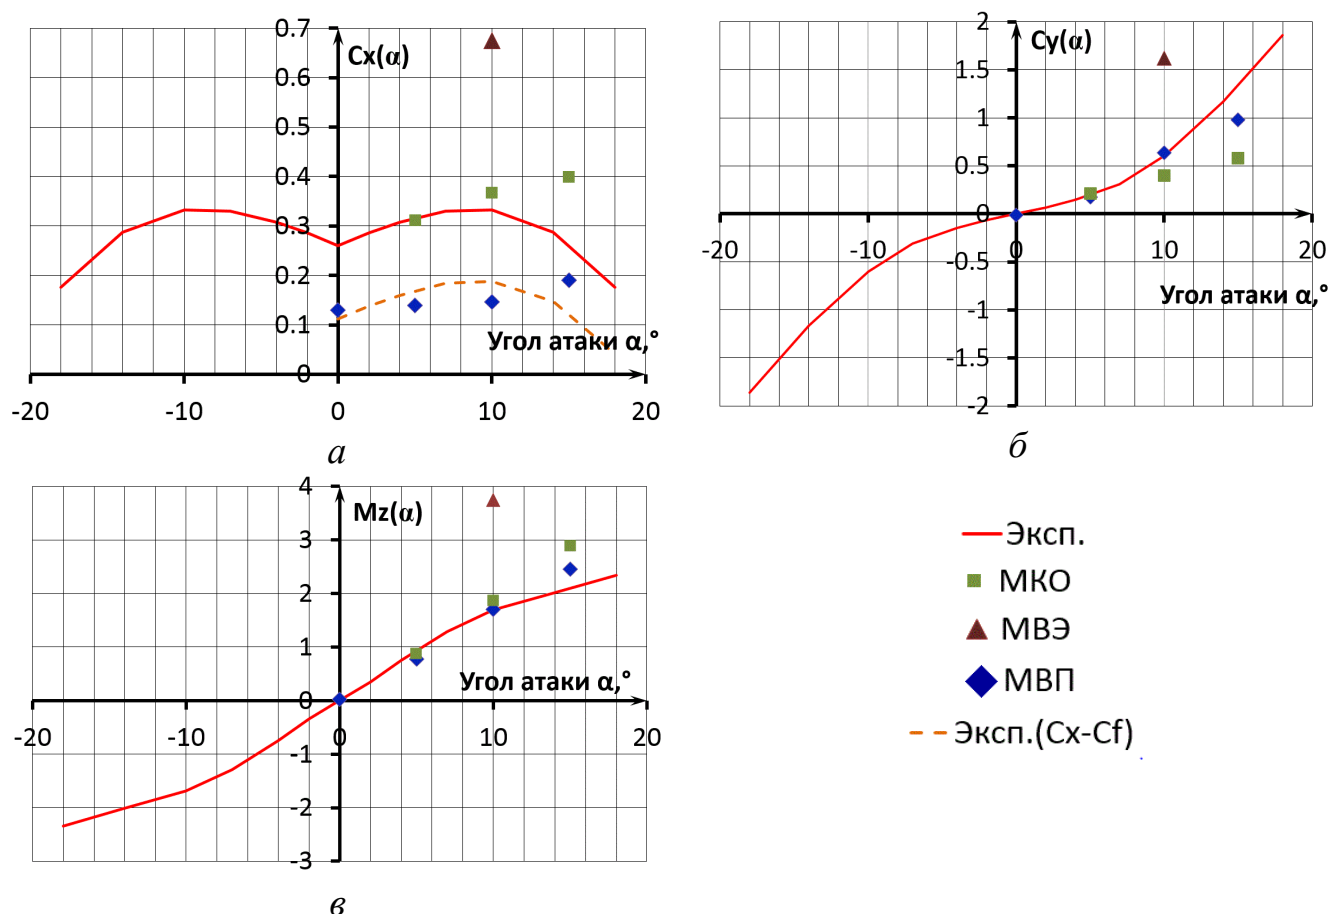 0.7
Cx(α)
0.6
0.5
0.4
0.3
0.2
0.1
Угол атаки α,°
0
-20 -10 0 10 20
а
2
Cy(α)
1.5
1
0.5
0
-20 -10 0 10 20
-0.5
Угол атаки α,°
-1
-1.5
-2
б
4
Mz(α)
3
2
1
Угол атаки α,°
0
-20 -10 0 10 20
-1
-2
-3
в
Эксп.
МКО
МВЭ
МВП
Эксп.(Cx-Cf)